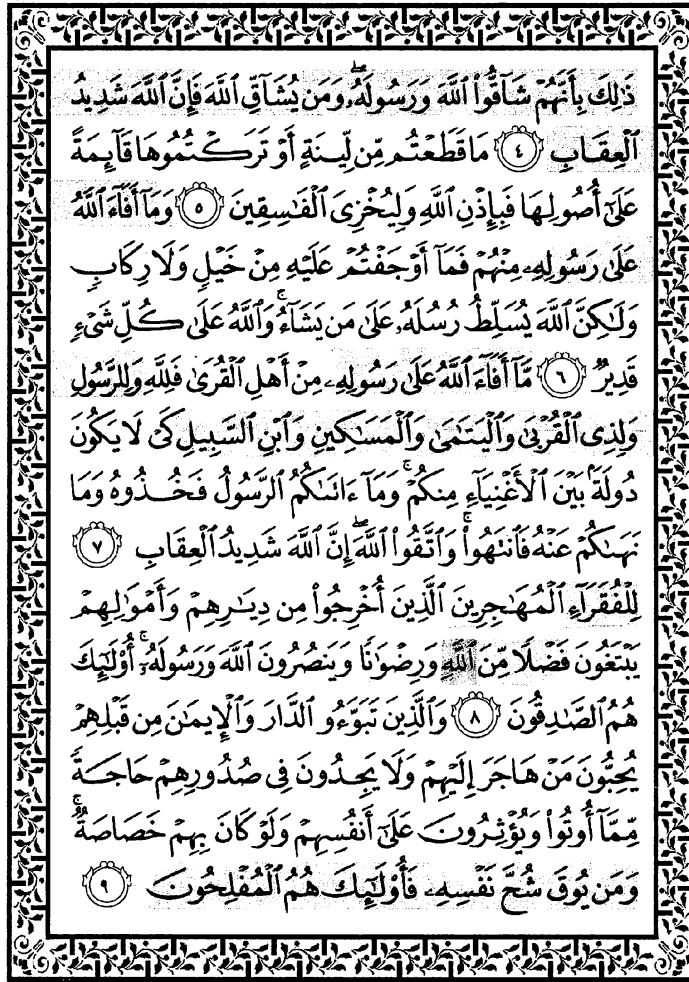 ذَٰلِكَ بِأَنَّهُمْ شَآقُّوا۟ ٱللَّهَ وَرَسُولَهُۥ ۖ وَمَن يُشَآقِّ ٱللَّهَ فَإِنَّ ٱللَّهَ شَدِيدُ
ٱلْعِقَابِ ٤ مَا قَطَعْتُم مِّن لِّينَةٍ أَوْ تَرَكْتُمُوهَا قَآئِمَةً
عَلَىٰٓ أُصُولِهَا فَبِإِذْنِ ٱللَّهِ وَلِيُخْزِىَ ٱلْفَـٰسِقِينَ ٥ وَمَآ أَفَآءَ ٱللَّهُ
عَلَىٰ رَسُولِهِۦ مِنْهُمْ فَمَآ أَوْجَفْتُمْ عَلَيْهِ مِنْ خَيْلٍ وَلَا رِكَابٍ
وَلَـٰكِنَّ ٱللَّهَ يُسَلِّطُ رُسُلَهُۥ عَلَىٰ مَن يَشَآءُ ۚ وَٱللَّهُ عَلَىٰ كُلِّ شَىْءٍ
قَدِيرٌ ٦ مَّآ أَفَآءَ ٱللَّهُ عَلَىٰ رَسُولِهِۦ مِنْ أَهْلِ ٱلْقُرَىٰ فَلِلَّهِ وَلِلرَّسُولِ
وَلِذِى ٱلْقُرْبَىٰ وَٱلْيَتَـٰمَىٰ وَٱلْمَسَـٰكِينِ وَٱبْنِ ٱلسَّبِيلِ كَىْ لَا يَكُونَ
دُولَةًۢ بَيْنَ ٱلْأَغْنِيَآءِ مِنكُمْ ۚ وَمَآ ءَاتَىٰكُمُ ٱلرَّسُولُ فَخُذُوهُ وَمَا
نَهَىٰكُمْ عَنْهُ فَٱنتَهُوا۟ ۚ وَٱتَّقُوا۟ ٱللَّهَ ۖ إِنَّ ٱللَّهَ شَدِيدُ ٱلْعِقَابِ ٧
لِلْفُقَرَآءِ ٱلْمُهَـٰجِرِينَ ٱلَّذِينَ أُخْرِجُوا۟ مِن دِيَـٰرِهِمْ وَأَمْوَٰلِهِمْ
يَبْتَغُونَ فَضْلًا مِّنَ ٱللَّهِ وَرِضْوَٰنًا وَيَنصُرُونَ ٱللَّهَ وَرَسُولَهُۥٓ ۚ أُو۟لَـٰٓئِكَ
هُمُ ٱلصَّـٰدِقُونَ ٨ وَٱلَّذِينَ تَبَوَّءُو ٱلدَّارَ وَٱلْإِيمَـٰنَ مِن قَبْلِهِمْ
يُحِبُّونَ مَنْ هَاجَرَ إِلَيْهِمْ وَلَا يَجِدُونَ فِى صُدُورِهِمْ حَاجَةً
مِّمَّآ أُوتُوا۟ وَيُؤْثِرُونَ عَلَىٰٓ أَنفُسِهِمْ وَلَوْ كَانَ بِهِمْ خَصَاصَةٌ ۚ
وَمَن يُوقَ شُحَّ نَفْسِهِۦ فَأُو۟لَـٰٓئِكَ هُمُ ٱلْمُفْلِحُونَ ٩